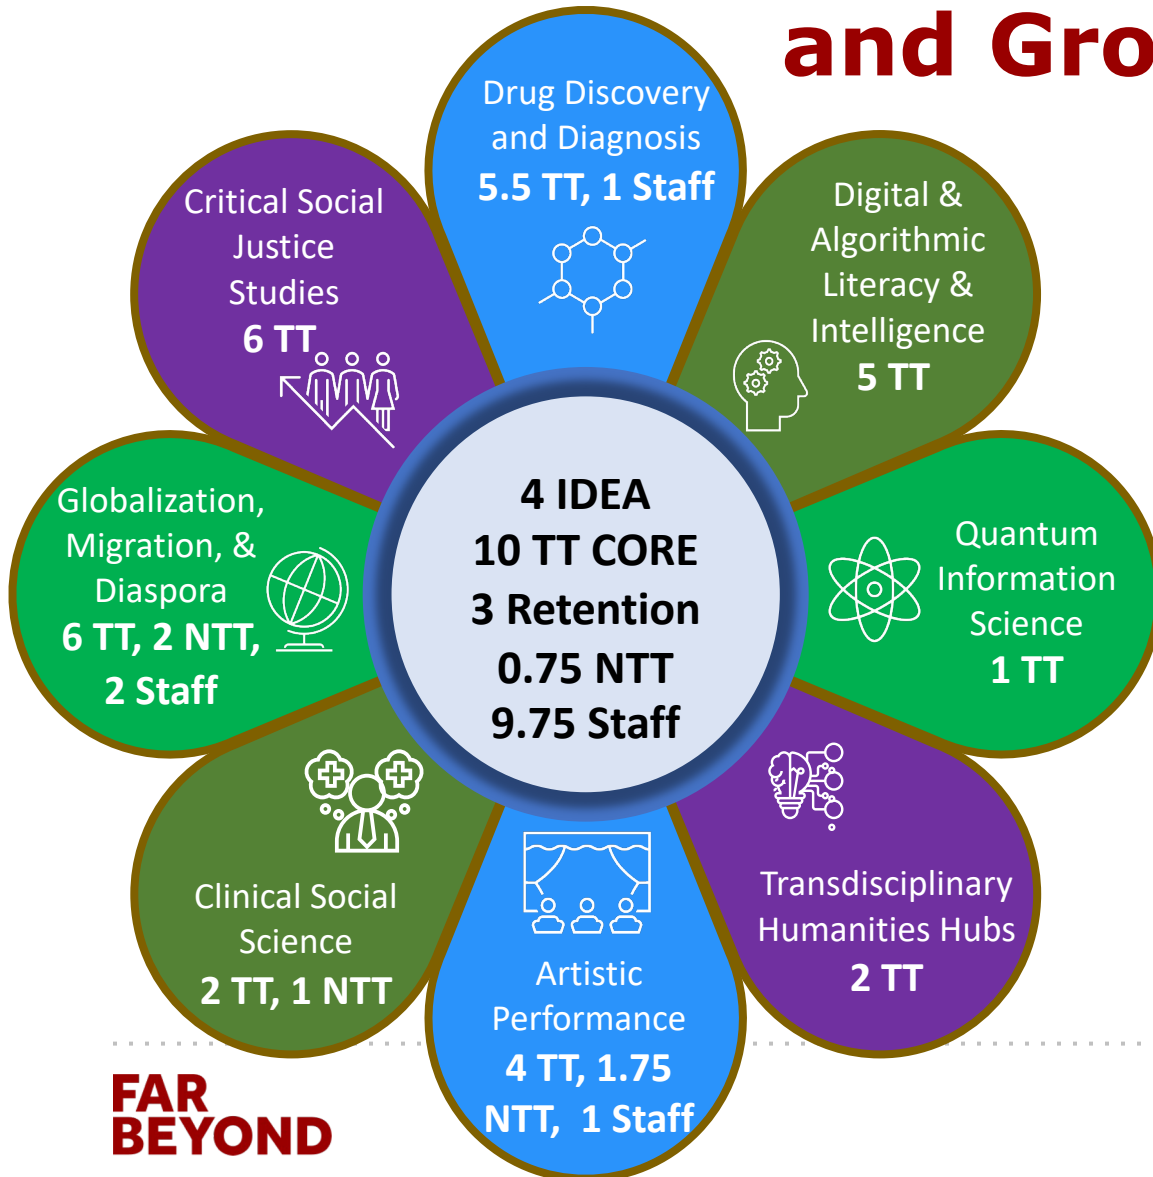 and Gro
Drug Discovery
and Diagnosis
5.5 TT, 1 Staff
Digital &
Algorithmic
Literacy &
Intelligence
5 TT
Quantum
Information
Science
1 TT
Transdisciplinary
Humanities Hubs
2 TT
Artistic
Performance
4 TT, 1.75
NTT, 1 Staff
Clinical Social
Science
2 TT, 1 NTT
Globalization,
Migration, &
Diaspora
6 TT, 2 NTT,
2 Staff
Critical Social
Justice
Studies
6 TT
4 IDEA
10 TT CORE
3 Retention
0.75 NTT
9.75 Staff
FAR
BEYOND